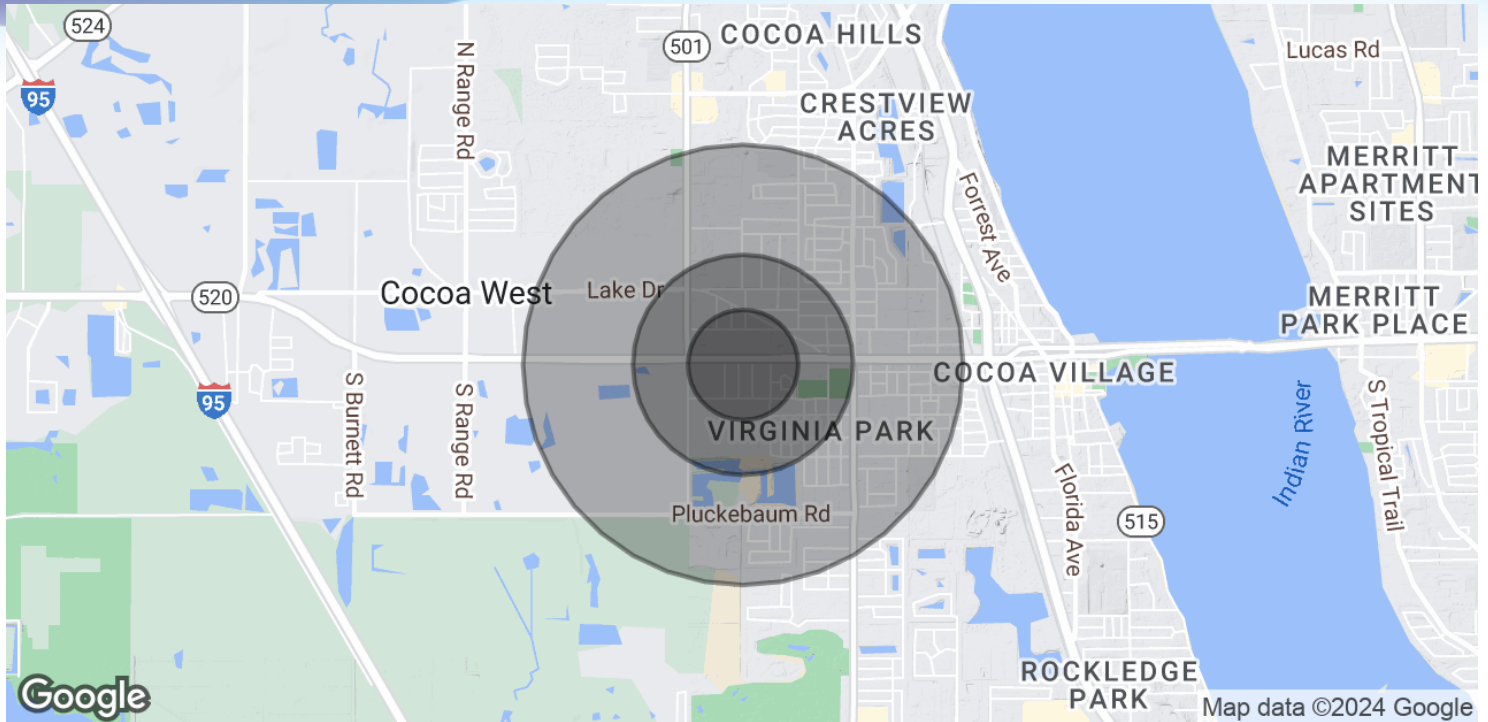 524
501
COCOA HILLS
Lucas Rd
95
N Range Rd
CRESTVIEW
ACRES
MERRITT
APARTMENT
SITES
Forrest Ave
520
Cocoa West
Lake Dr
MERRITT
PARK PLACE
COCOA VILLAGE
95
S Burnett Rd
S Range Rd
VIRGINIA PARK
Indian River
S Tropical Trail
Pluckebaum Rd
Florida Ave
515
ROCKLEDGE
PARK
Google
Map data ©2024 Google